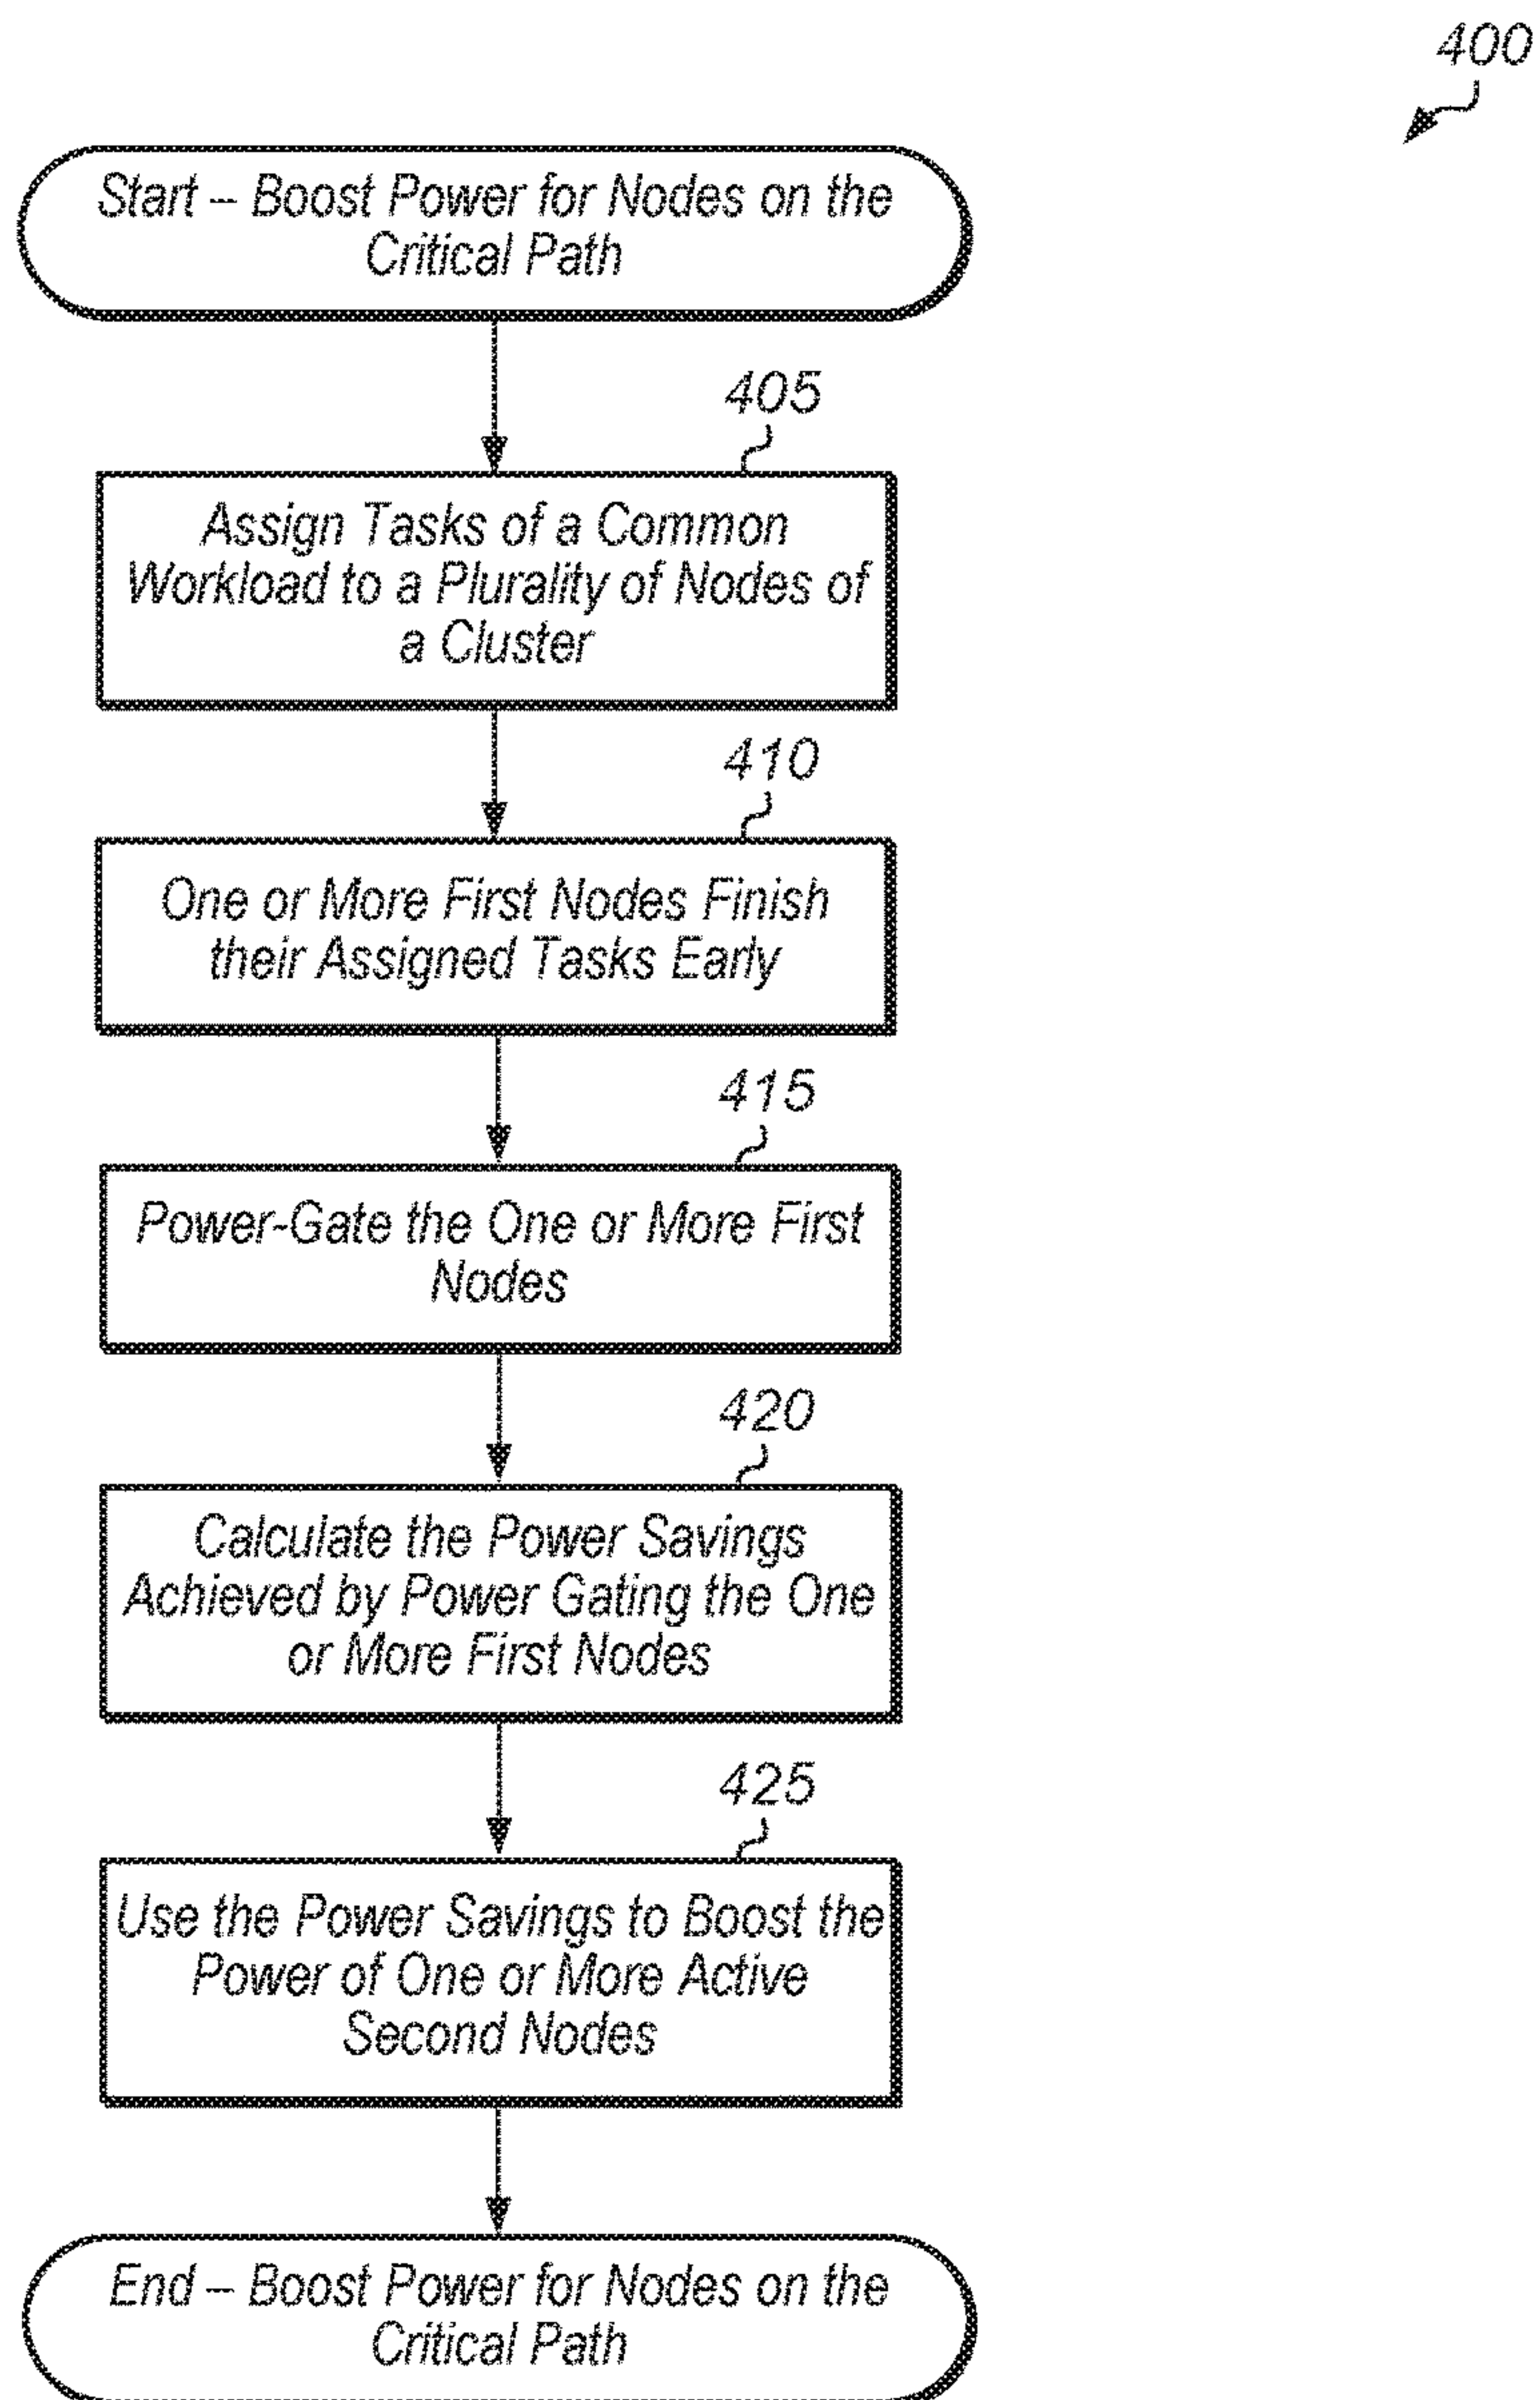 400
Start – Boost Power for Nodes on the
Critical Path
405
Assign Tasks of a Common
Workload to a Plurality of Nodes of
a Cluster
410
One or More First Nodes Finish
their Assigned Tasks Early
415
Power-Gate the One or More First
Nodes
420
Calculate the Power Savings
Achieved by Power Gating the One
or More First Nodes
425
Use the Power Savings to Boost the
Power of One or More Active
Second Nodes
End – Boost Power for Nodes on the
Critical Path